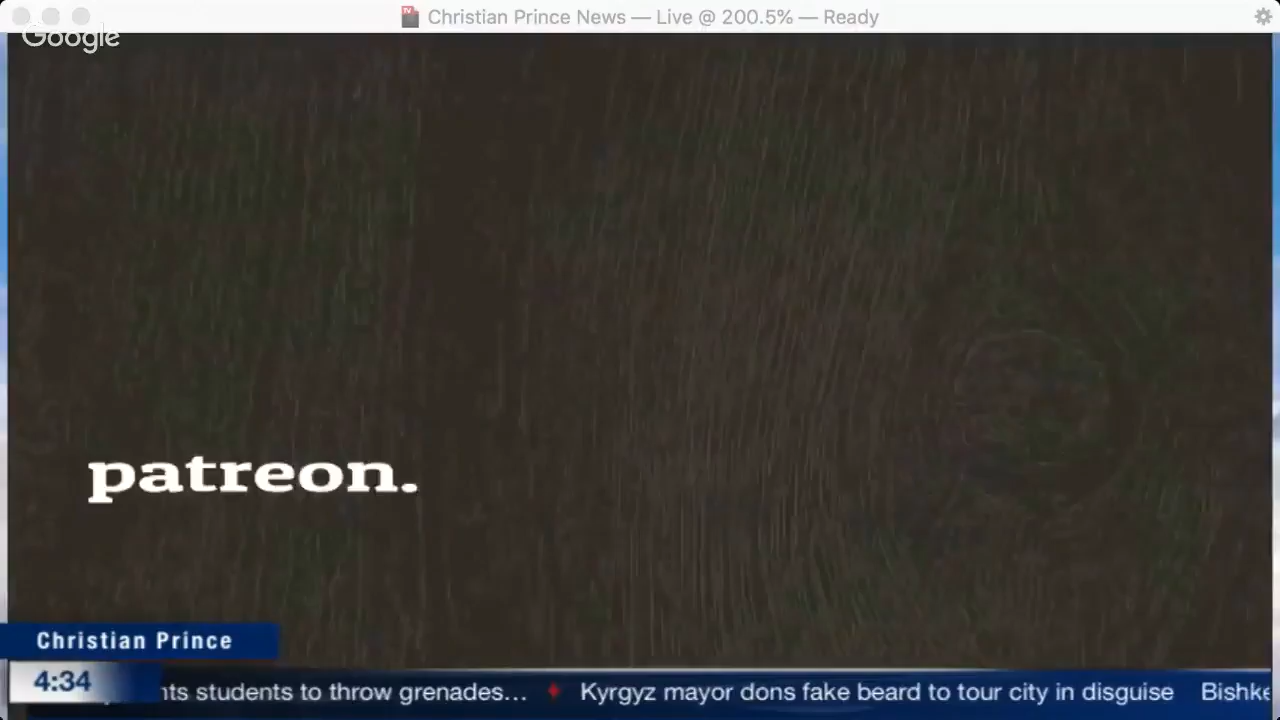 Christian Prince News — Live @ 200.5% — Ready
Google
patreon.
Christian Prince
4:34
nts students to throw grenades... Kyrgyz mayor dons fake beard to tour city in disguise Bishke